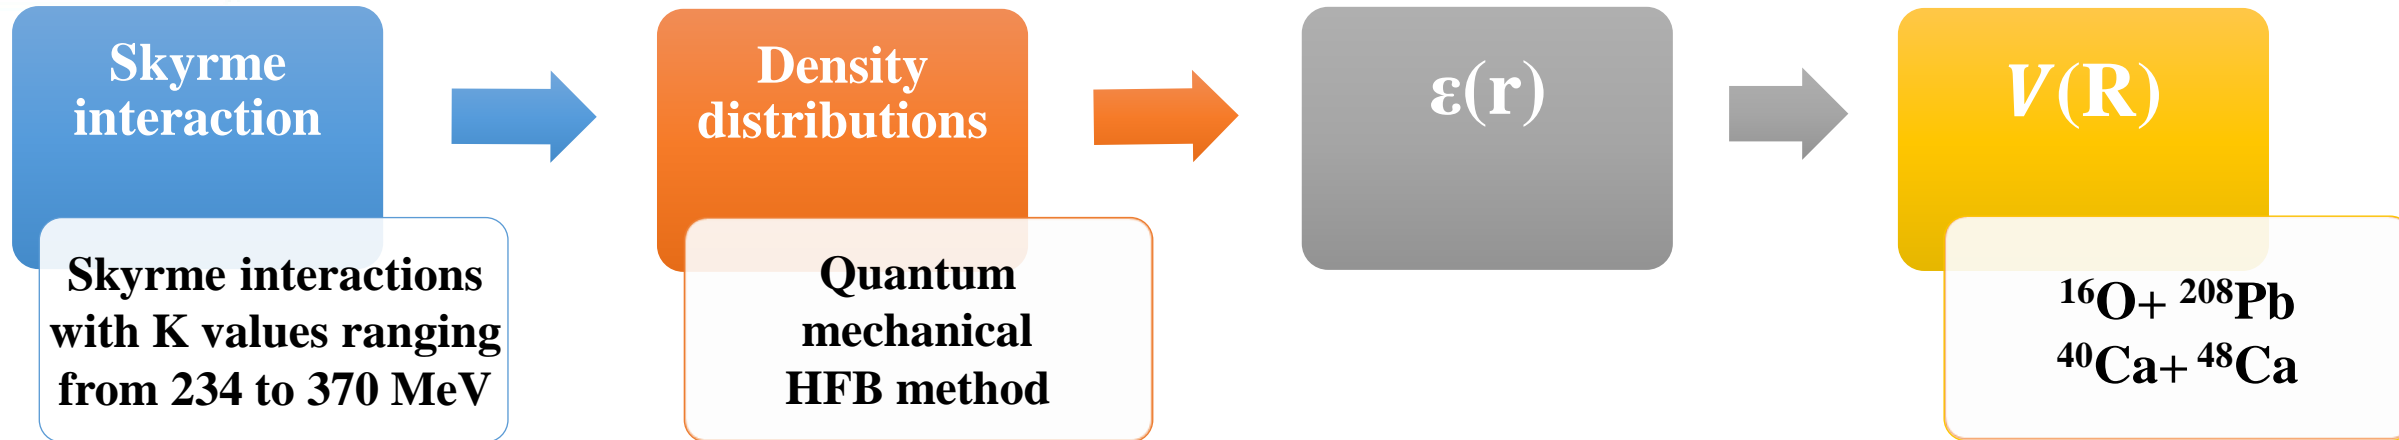 Skyrme
interaction
Skyrme interactions
with K values ranging
from 234 to 370 MeV
Density
distributions
Quantum
mechanical
HFB method
ε(r)
V(R)
¹⁶O+ ²⁰⁸Pb
⁴⁰Ca+ ⁴⁸Ca